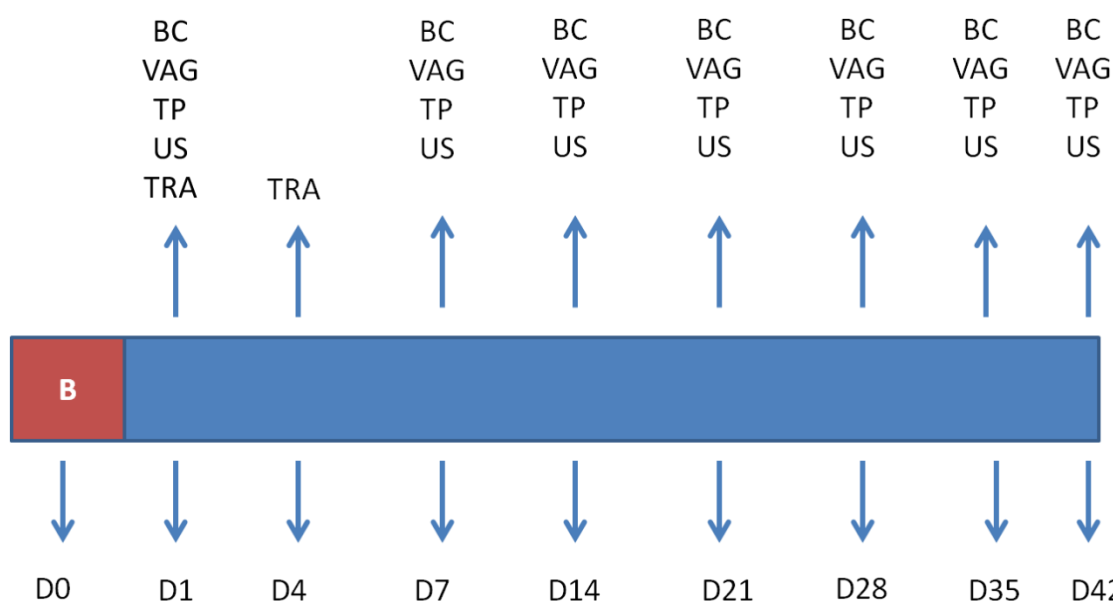 BC BC BC BC BC BC BC
VAG VAG VAG VAG VAG VAG VAG
TP TP TP TP TP TP TP
US US US US US US US
TRA TRA
B
D0 D1 D4 D7 D14 D21 D28 D35 D42